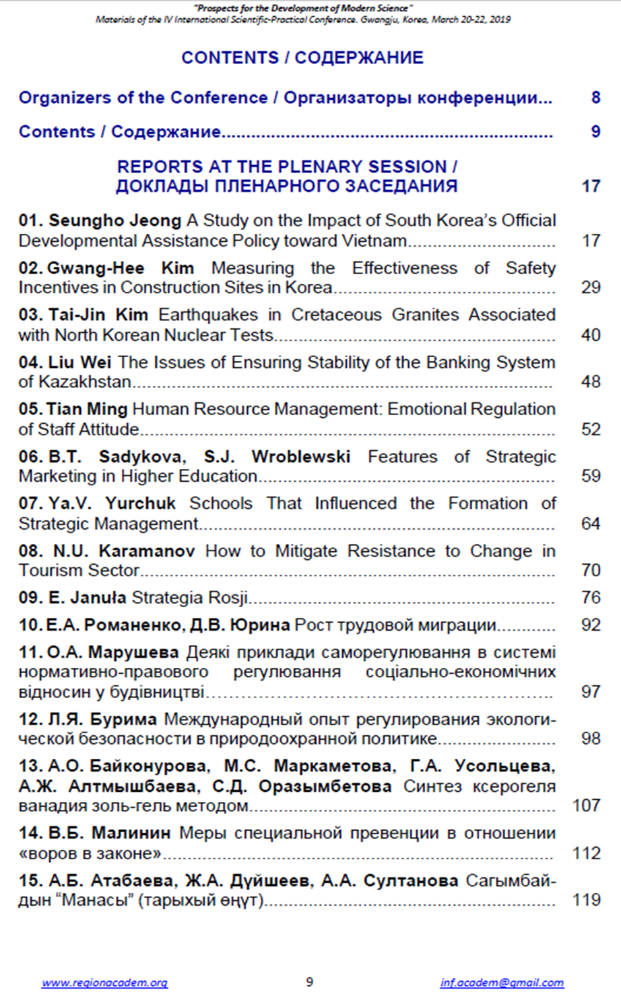 "Prospects for the Development of Modern Science"
Materials of the IV International Scientific-Practical Conference. Gwangju, Korea, March 20-22, 2019
CONTENTS / СОДЕРЖАНИЕ
Organizers of the Conference / Организаторы конференции... 8
Contents / Содержание.................................................................... 9
REPORTS AT THE PLENARY SESSION /
ДОКЛАДЫ ПЛЕНАРНОГО ЗАСЕДАНИЯ 17
01. Seungho Jeong A Study on the Impact of South Korea’s Official
Developmental Assistance Policy toward Vietnam.............................. 17
02. Gwang-Hee Kim Measuring the Effectiveness of Safety
Incentives in Construction Sites in Korea............................................. 29
03. Tai-Jin Kim Earthquakes in Cretaceous Granites Associated
with North Korean Nuclear Tests......................................................... 40
04. Liu Wei The Issues of Ensuring Stability of the Banking System
of Kazakhstan..................................................................................... 48
05. Tian Ming Human Resource Management: Emotional Regulation
of Staff Attitude.................................................................................... 52
06. B.T. Sadykova, S.J. Wroblewski Features of Strategic
Marketing in Higher Education............................................................ 59
07. Ya.V. Yurchuk Schools That Influenced the Formation of
Strategic Management........................................................................ 64
08. N.U. Karamanov How to Mitigate Resistance to Change in
Tourism Sector.................................................................................... 70
09. E. Januła Strategia Rosji.............................................................. 76
10. Е.А. Романенко, Д.В. Юрина Рост трудовой миграции............ 92
11. О.А. Марушева Деякі приклади саморегулювання в системі
нормативно-правового регулювання соціально-економічних
відносин у будівництві………………………………………………….. 97
12. Л.Я. Бурима Международный опыт регулирования экологи-
ческой безопасности в природоохранной политике........................ 98
13. А.О. Байконурова, М.С. Маркаметова, Г.А. Усольцева,
А.Ж. Алтмышбаева, С.Д. Оразымбетова Синтез ксерогеля
ванадия золь-гель методом.............................................................. 107
14. В.Б. Малинин Меры специальной превенции в отношении
«воров в законе»............................................................................... 112
15. А.Б. Атабаева, Ж.А. Дүйшеев, А.А. Султанова Сагымбай-
дын “Манасы” (тарыхый өңүт)........................................................... 119
www.regionacadem.org 9 inf.academ@gmail.com